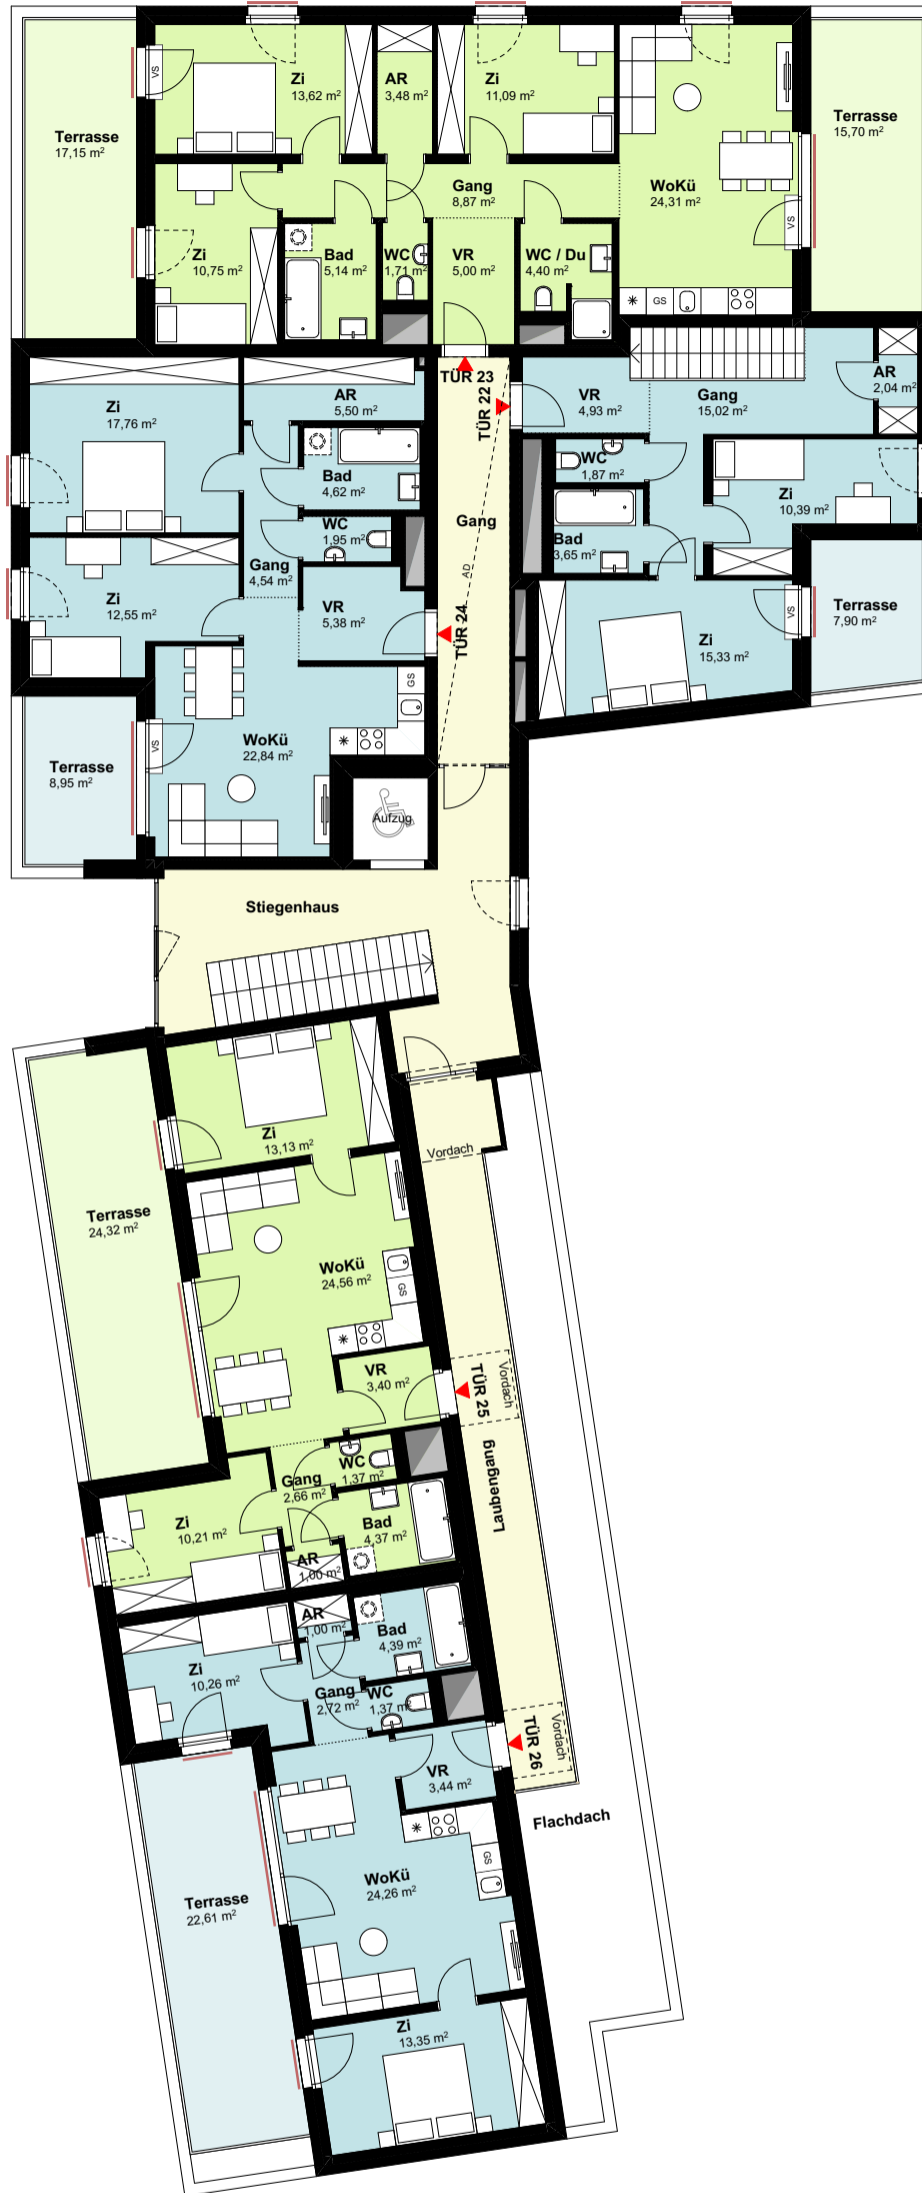 Terrasse
17,15 m²
VS
Zi
13,62 m²
AR
3,48 m²
Zi
11,09 m²
WoKü
24,31 m²
VS
Terrasse
15,70 m²
Gang
8,87 m²
Zi
10,75 m²
Bad
5,14 m²
WC
1,71 m²
VR
5,00 m²
WC / Du
4,40 m²
GS
TÜR 23
TÜR 22
Zi
17,76 m²
AR
5,50 m²
VR
4,93 m²
Gang
15,02 m²
AR
2,04 m²
Bad
4,62 m²
WC
1,95 m²
Gang
AD
WC
1,87 m²
Bad
3,65 m²
Zi
10,39 m²
Zi
12,55 m²
Gang
4,54 m²
VR
5,38 m²
TÜR 24
Zi
15,33 m²
VS
Terrasse
7,90 m²
Terrasse
8,95 m²
VS
WoKü
22,84 m²
GS
Aufzug
Stiegenhaus
Zi
13,13 m²
Vordach
Terrasse
24,32 m²
WoKü
24,56 m²
GS
VR
3,40 m²
TÜR 25
Vordach
Laubengang
Gang
2,66 m²
WC
1,37 m²
Zi
10,21 m²
Bad
4,37 m²
AR
1,00 m²
AR
1,00 m²
Bad
4,39 m²
Zi
10,26 m²
Gang
2,72 m²
WC
1,37 m²
VR
3,44 m²
TÜR 26
Vordach
Flachdach
WoKü
24,26 m²
GS
Terrasse
22,61 m²
Zi
13,35 m²